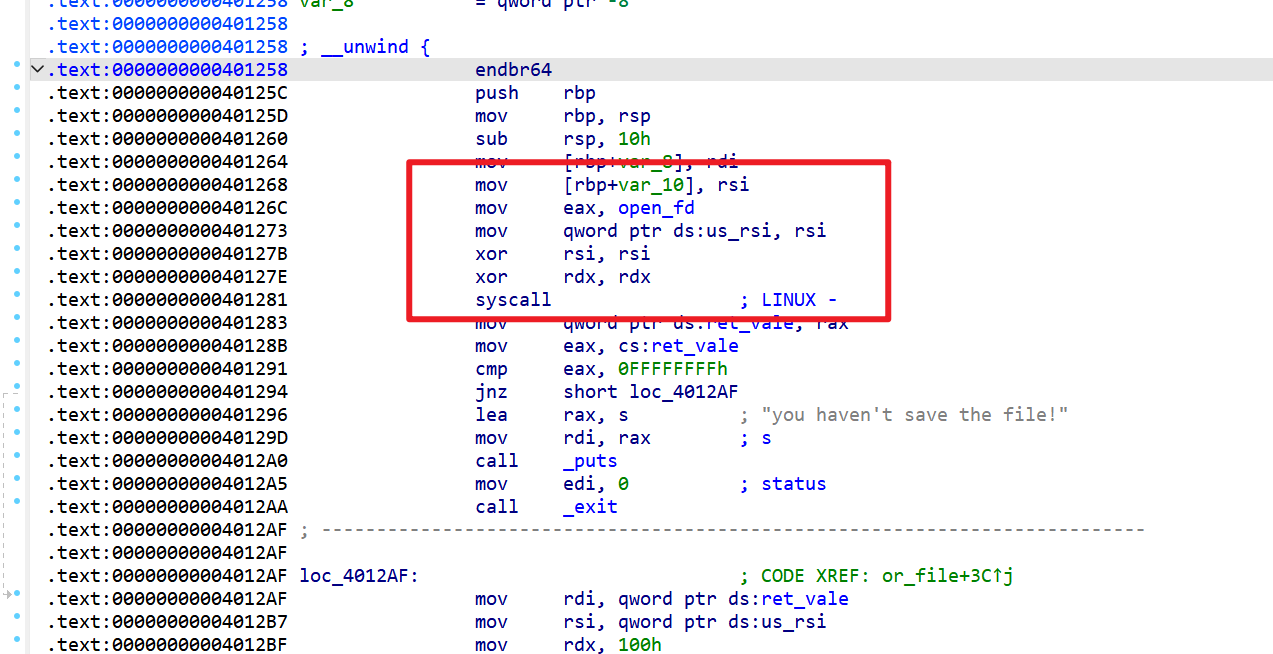 .text:0000000000401258 var_8 = qword ptr -8
.text:0000000000401258
.text:0000000000401258 ; __unwind {
.text:0000000000401258 endbr64
.text:000000000040125C push rbp
.text:000000000040125D mov rbp, rsp
.text:0000000000401260 sub rsp, 10h
.text:0000000000401264 mov [rbp+var_8], rdi
.text:0000000000401268 mov [rbp+var_10], rsi
.text:000000000040126C mov eax, open_fd
.text:0000000000401273 mov qword ptr ds:us_rsi, rsi
.text:000000000040127B xor rsi, rsi
.text:000000000040127E xor rdx, rdx
.text:0000000000401281 syscall ; LINUX -
.text:0000000000401283 mov qword ptr ds:ret_vale, rax
.text:000000000040128B mov eax, cs:ret_vale
.text:0000000000401291 cmp eax, 0FFFFFFFFh
.text:0000000000401294 jnz short loc_4012AF
.text:0000000000401296 lea rax, s ; "you haven't save the file!"
.text:000000000040129D mov rdi, rax ; s
.text:00000000004012A0 call _puts
.text:00000000004012A5 mov edi, 0 ; status
.text:00000000004012AA call _exit
.text:00000000004012AF ; ---------------------------------------------------------------------------
.text:00000000004012AF
.text:00000000004012AF loc_4012AF: ; CODE XREF: or_file+3C↑j
.text:00000000004012AF mov rdi, qword ptr ds:ret_vale
.text:00000000004012B7 mov rsi, qword ptr ds:us_rsi
.text:00000000004012BF mov rdx, 100h